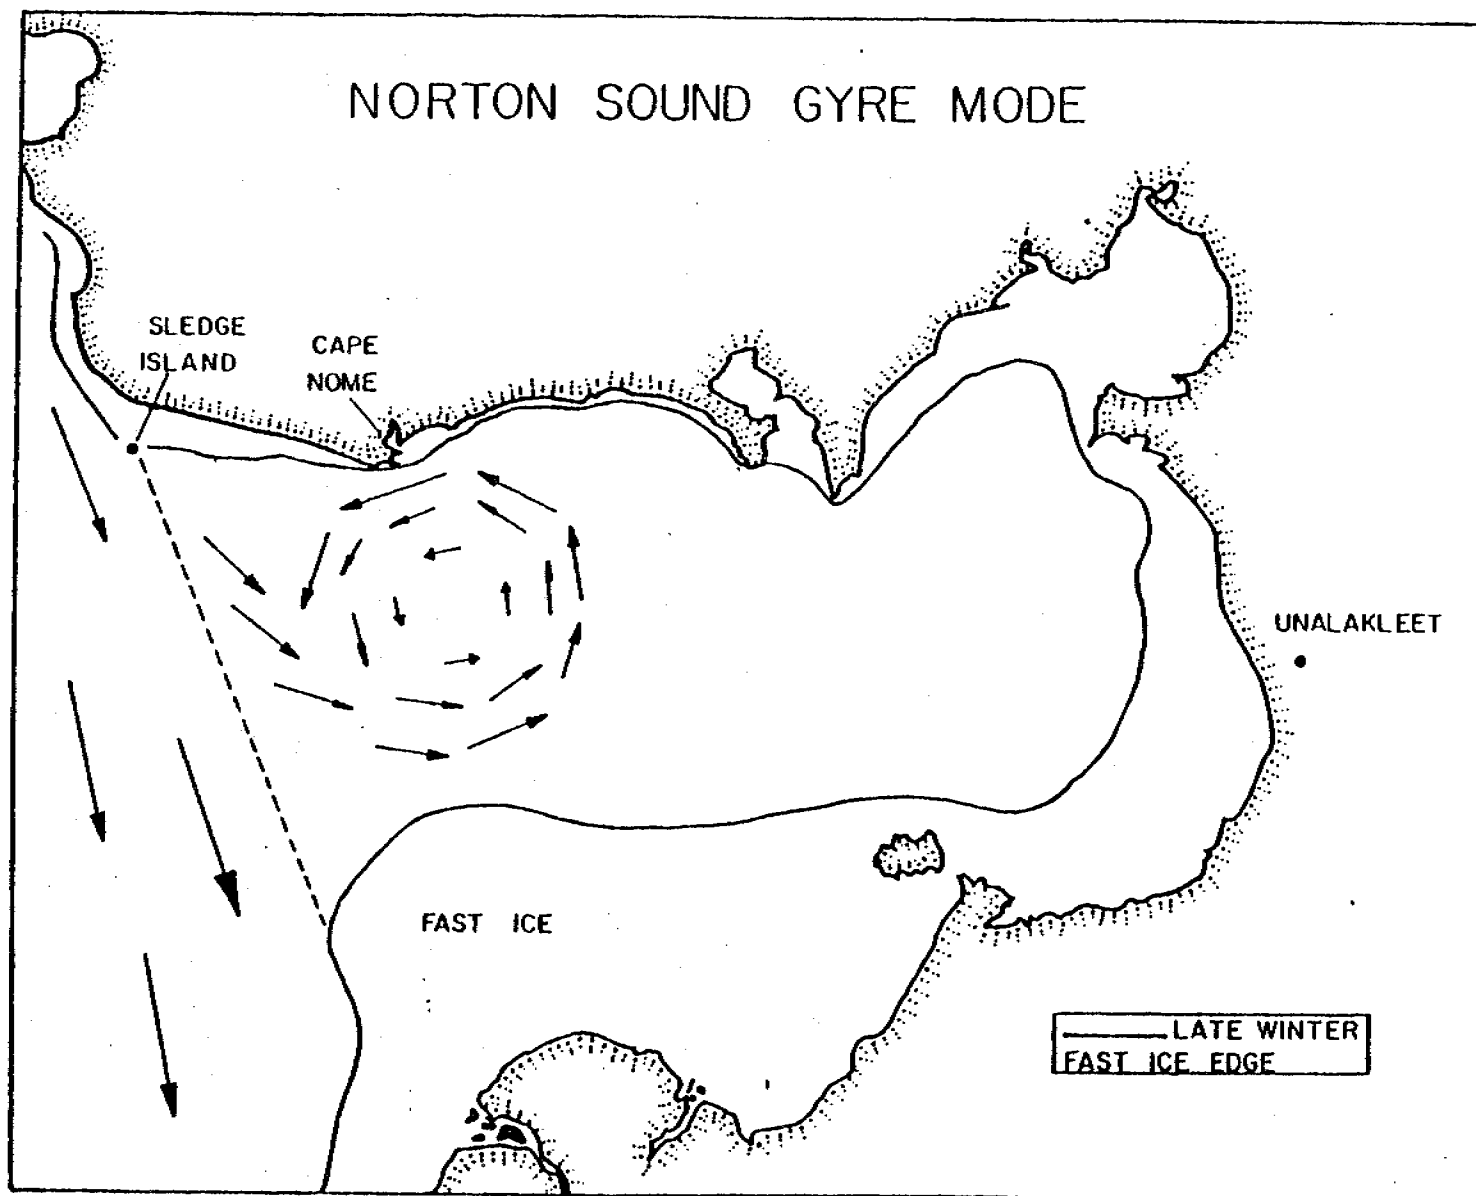 NORTON SOUND GYRE MODE
SLEDGE
ISLAND
CAPE
NOME
UNALAKLEET
FAST ICE
LATE WINTER
FAST ICE EDGE